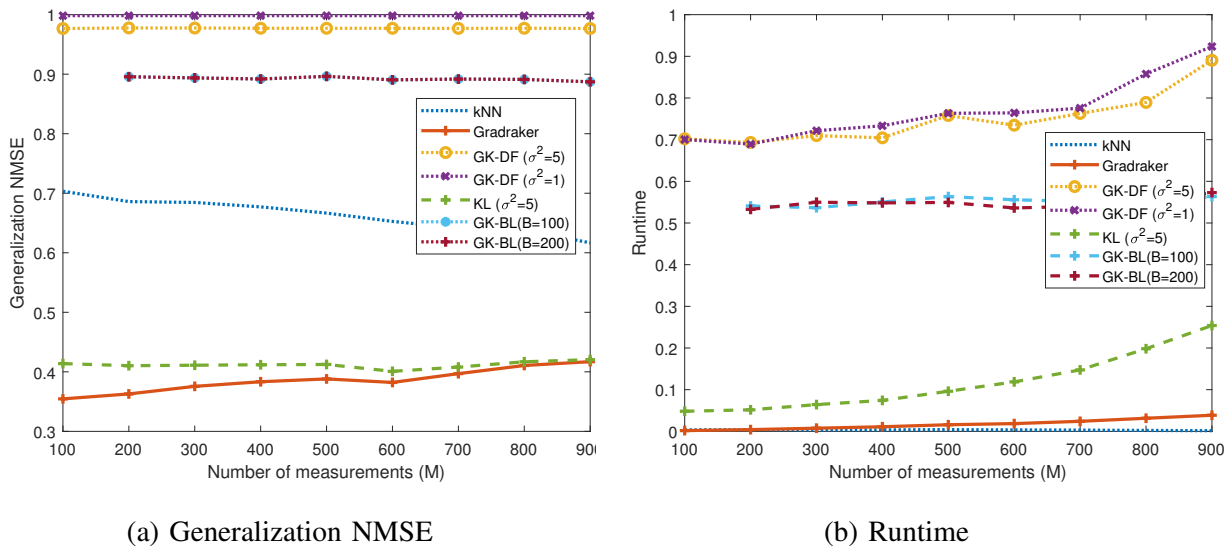 1
0.9
0.8
0.7
0.6
0.5
0.4
0.3
Generalization NMSE
kNN
Gradraker
GK-DF (σ²=5)
GK-DF (σ²=1)
KL (σ²=5)
GK-BL(B=100)
GK-BL(B=200)
100 200 300 400 500 600 700 800 900
Number of measurements (M)
(a) Generalization NMSE
1
0.9
0.8
0.7
0.6
0.5
0.4
0.3
0.2
0.1
0
Runtime
kNN
Gradraker
GK-DF (σ²=5)
GK-DF (σ²=1)
KL (σ²=5)
GK-BL(B=100)
GK-BL(B=200)
100 200 300 400 500 600 700 800 900
Number of measurements (M)
(b) Runtime